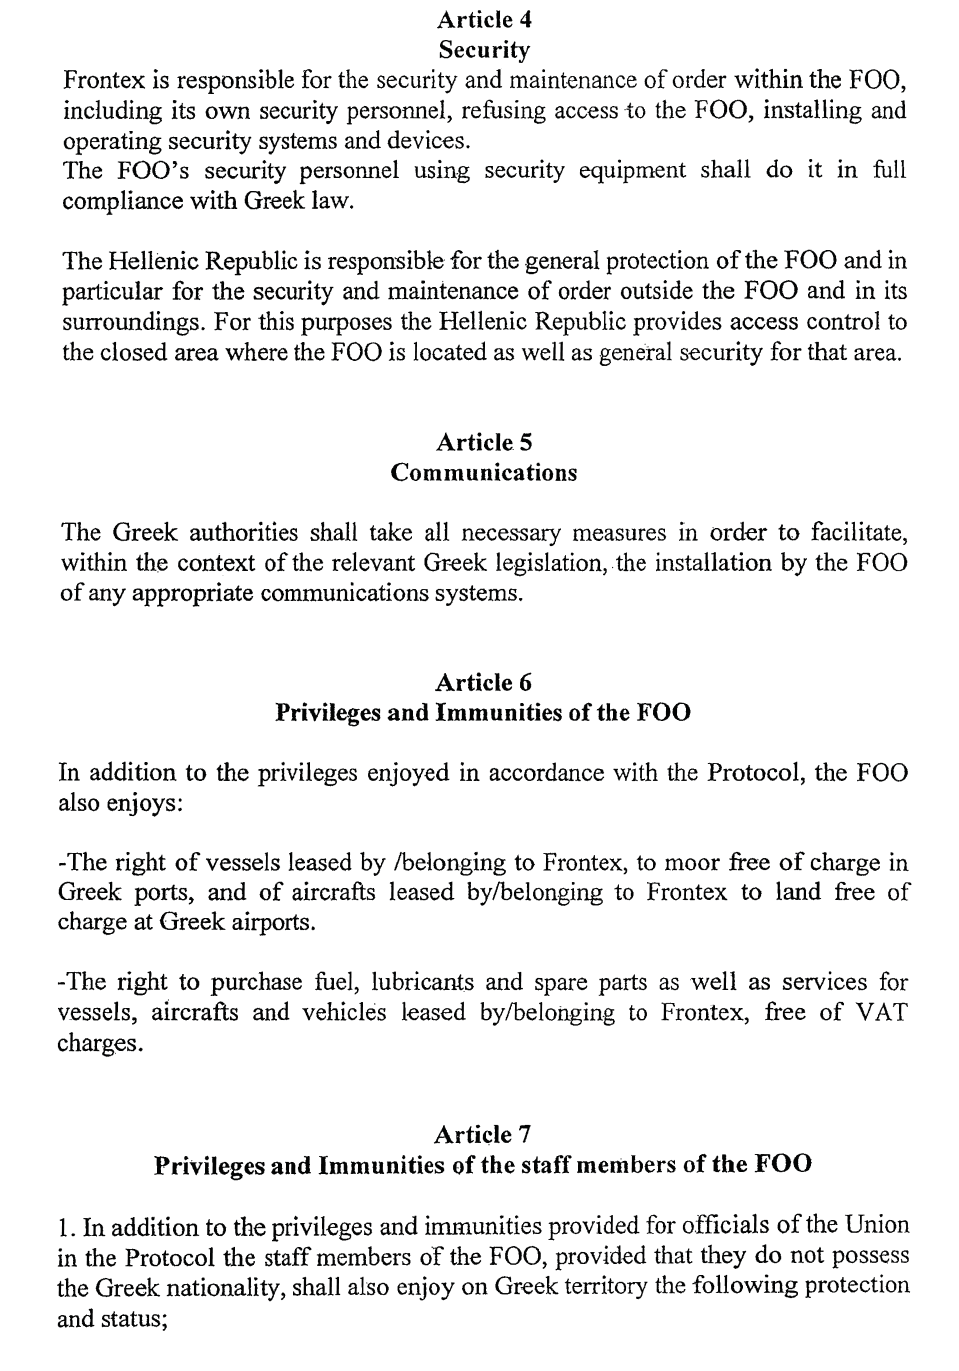 Article 4
Security
Frontex is responsible for the security and maintenance of order within the FOO,
including its own security personnel, refusing access to the FOO, installing and
operating security systems and devices.
The FOO's security personnel using security equipment shall do it in full
compliance with Greek law.
The Hellenic Republic is responsible for the general protection of the FOO and in
particular for the security and maintenance of order outside the FOO and in its
surroundings. For this purposes the Hellenic Republic provides access control to
the closed area where the FOO is located as well as general security for that area.
Article 5
Communications
The Greek authorities shall take all necessary measures in order to facilitate,
within the context of the relevant Greek legislation, the installation by the FOO
of any appropriate communications systems.
Article 6
Privileges and Immunities of the FOO
In addition to the privileges enjoyed in accordance with the Protocol, the FOO
also enjoys:
-The right of vessels leased by /belonging to Frontex, to moor free of charge in
Greek ports, and of aircrafts leased by/belonging to Frontex to land free of
charge at Greek airports.
-The right to purchase fuel, lubricants and spare parts as well as services for
vessels, aircrafts and vehicles leased by/belonging to Frontex, free of VAT
charges.
Article 7
Privileges and Immunities of the staff members of the FOO
1. In addition to the privileges and immunities provided for officials of the Union
in the Protocol the staff members of the FOO, provided that they do not possess
the Greek nationality, shall also enjoy on Greek territory the following protection
and status;